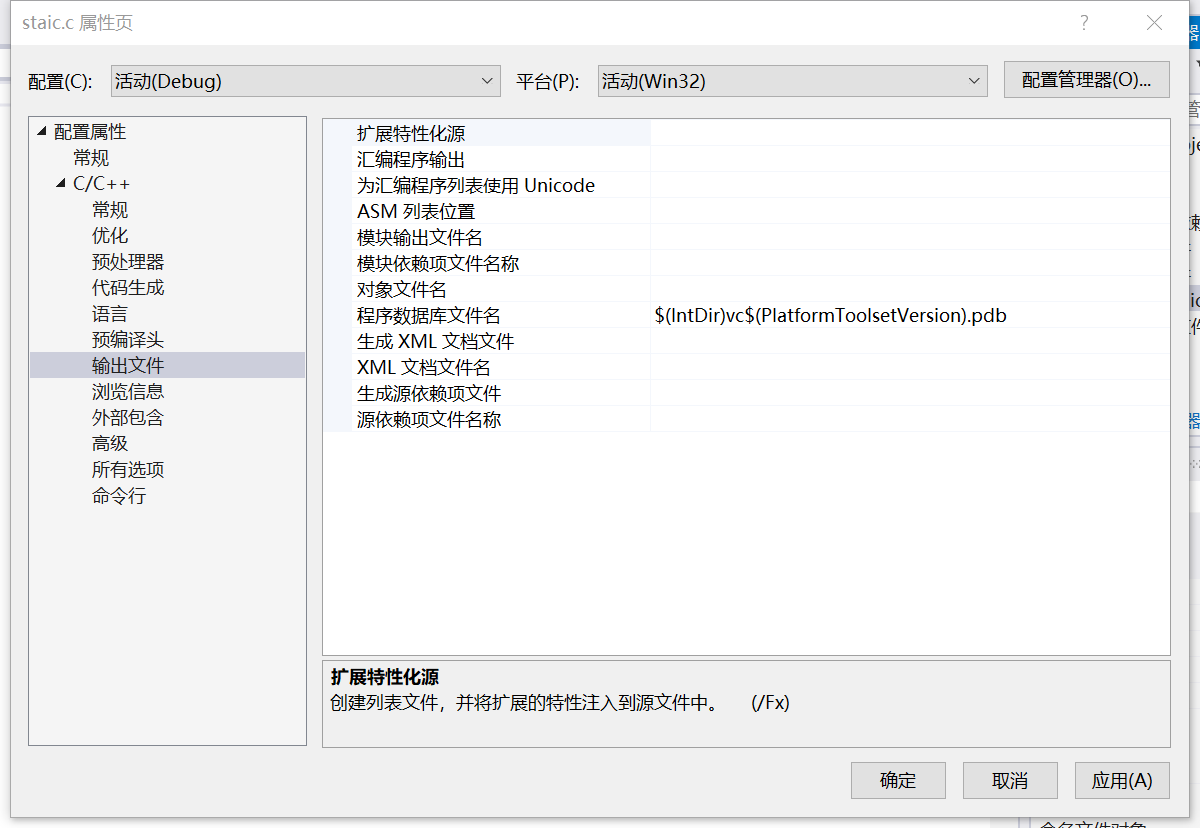 staic.c 属性页
配置(C): 活动(Debug) 平台(P): 活动(Win32) 配置管理器(O)...
配置属性
常规
C/C++
常规
优化
预处理器
代码生成
语言
预编译头
输出文件
浏览信息
外部包含
高级
所有选项
命令行
扩展特性化源
汇编程序输出
为汇编程序列表使用 Unicode
ASM 列表位置
模块输出文件名
模块依赖项文件名称
对象文件名
程序数据库文件名 $(IntDir)vc$(PlatformToolsetVersion).pdb
生成 XML 文档文件
XML 文档文件名
生成源依赖项文件
源依赖项文件名称
扩展特性化源
创建列表文件，并将扩展的特性注入到源文件中。 (/Fx)
确定 取消 应用(A)